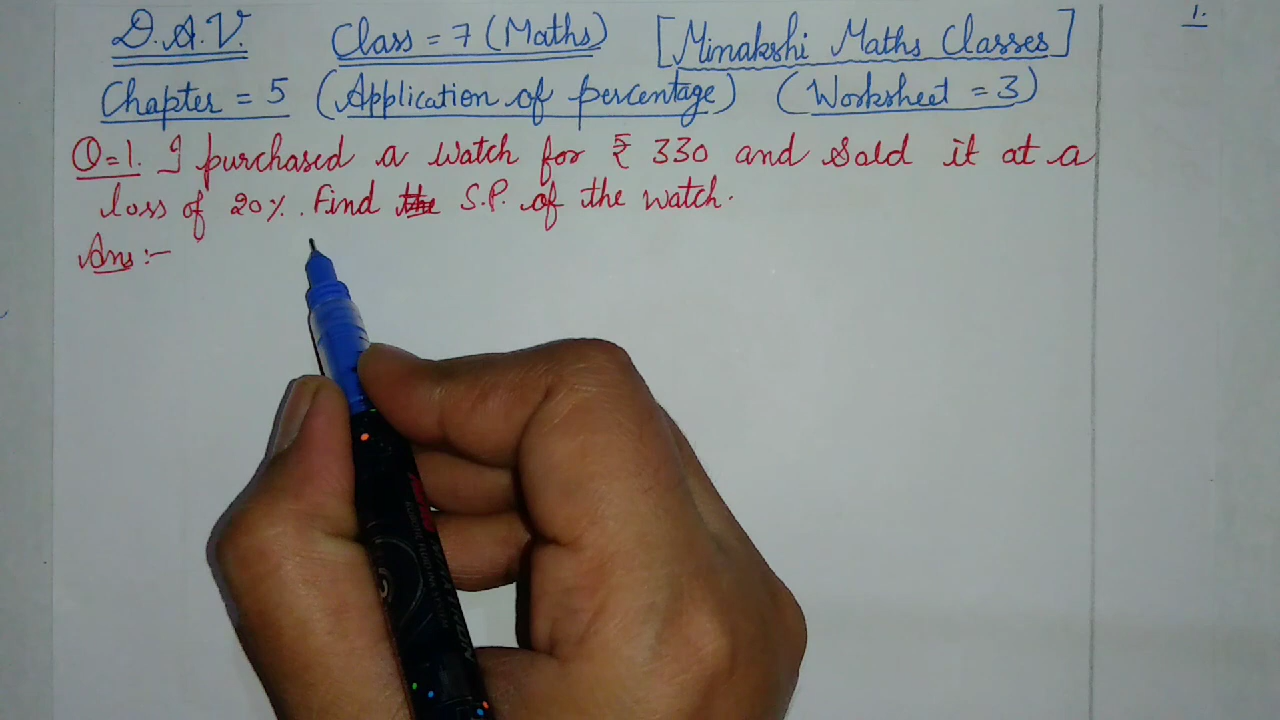 D.A.V. Class = 7 (Maths) [Minakshi Maths Classes] 1.
Chapter = 5 (Application of percentage) (Worksheet = 3)
Q=1. I purchased a watch for ₹ 330 and sold it at a
loss of 20%. Find the S.P. of the watch.
Ans:-